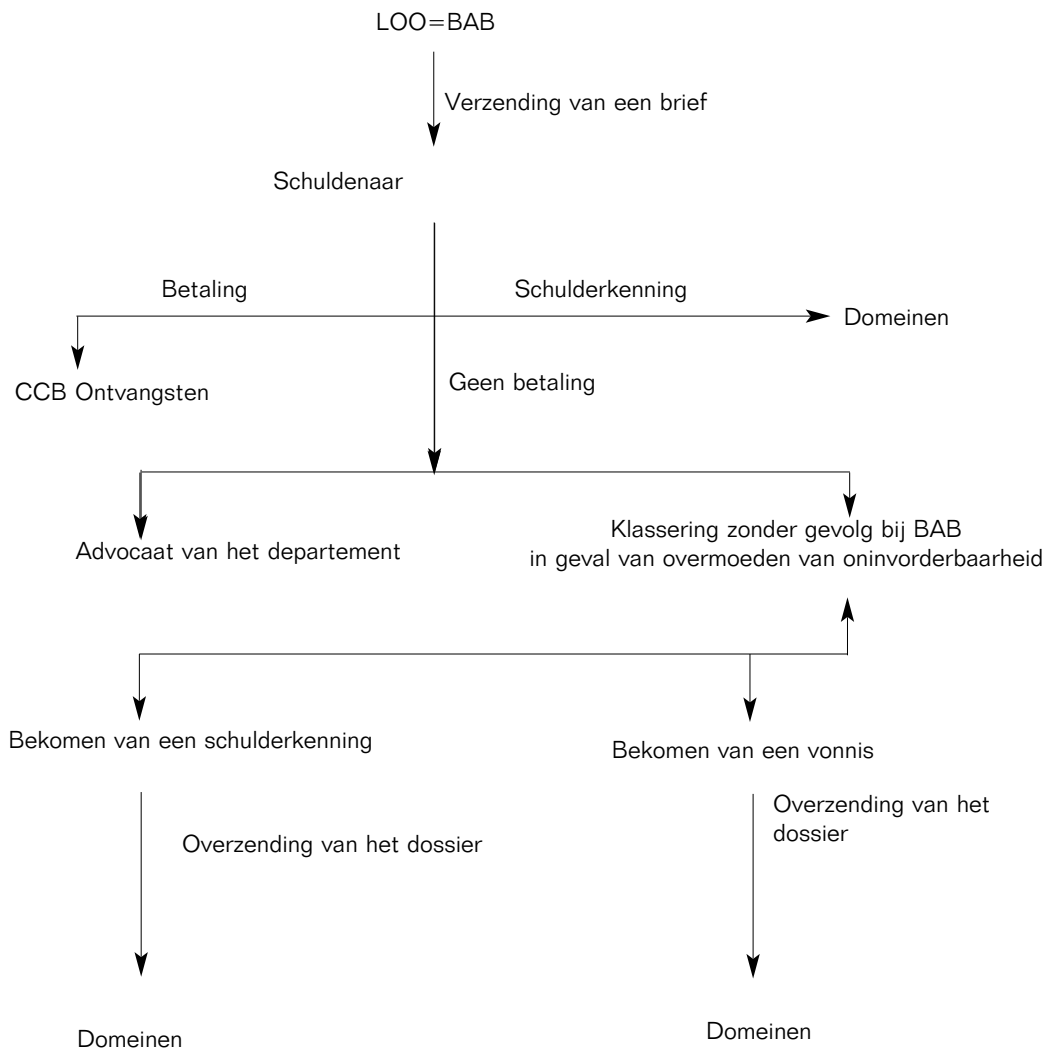 LOO=BAB
Verzending van een brief
Schuldenaar
Betaling
Schulderkenning
Domeinen
CCB Ontvangsten
Geen betaling
Advocaat van het departement
Klassering zonder gevolg bij BAB
in geval van overmoeden van oninvorderbaarheid
Bekomen van een schulderkenning
Bekomen van een vonnis
Overzending van het dossier
Overzending van het
dossier
Domeinen
Domeinen